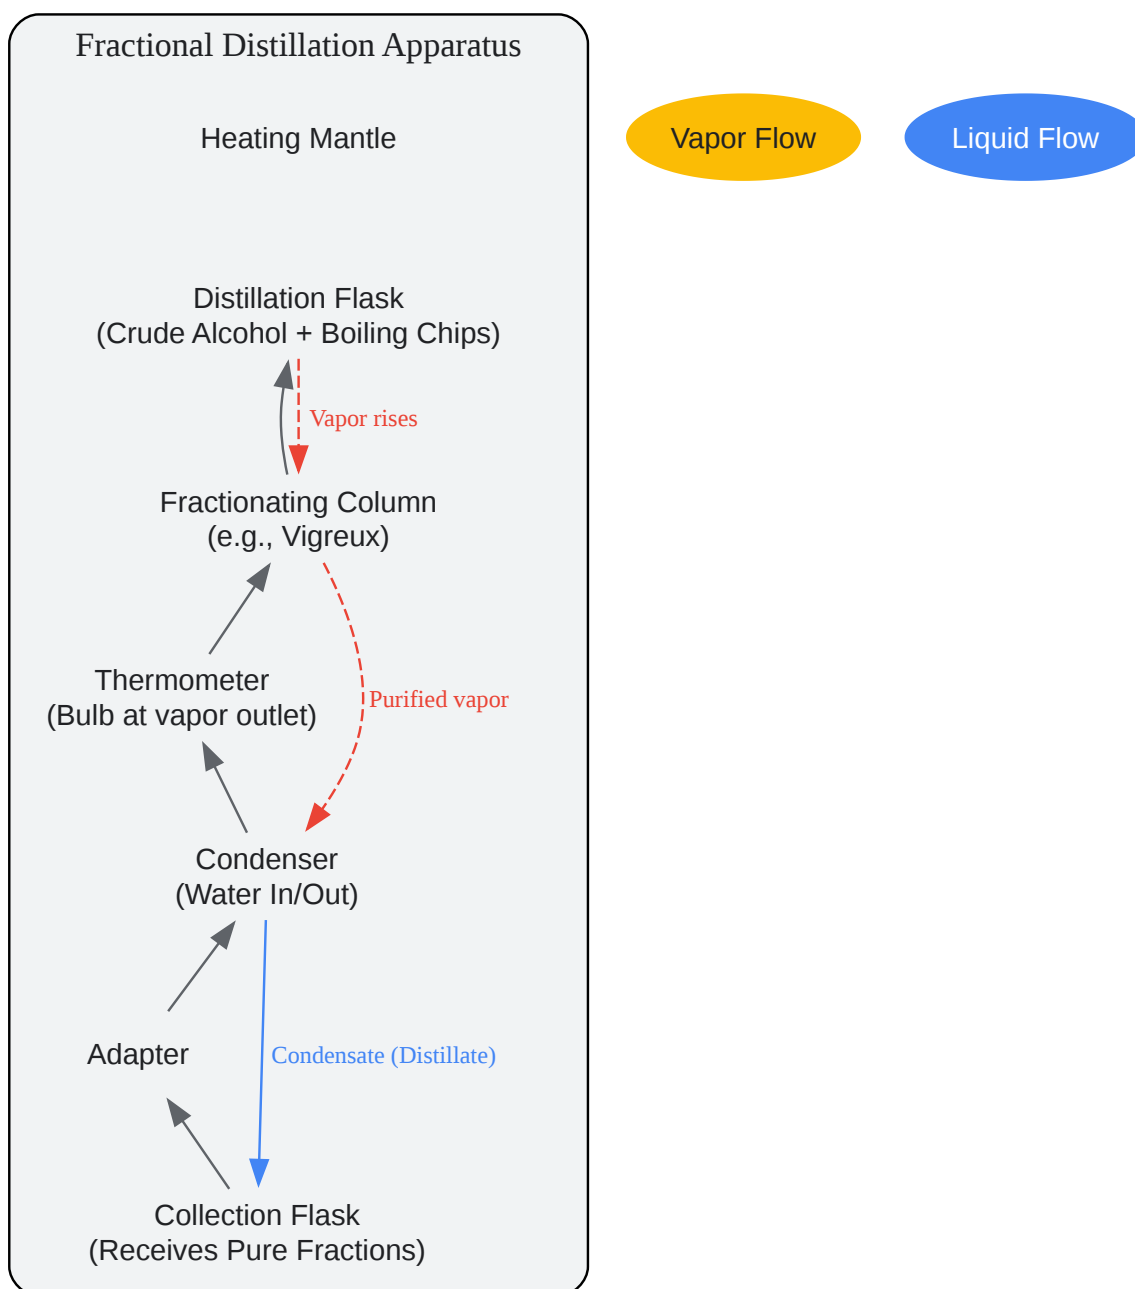 Fractional Distillation Apparatus
Heating Mantle
Vapor Flow
Liquid Flow
Distillation Flask
(Crude Alcohol + Boiling Chips)
Vapor rises
Fractionating Column
(e.g., Vigreux)
Thermometer
(Bulb at vapor outlet)
Purified vapor
Condenser
(Water In/Out)
Adapter
Condensate (Distillate)
Collection Flask
(Receives Pure Fractions)